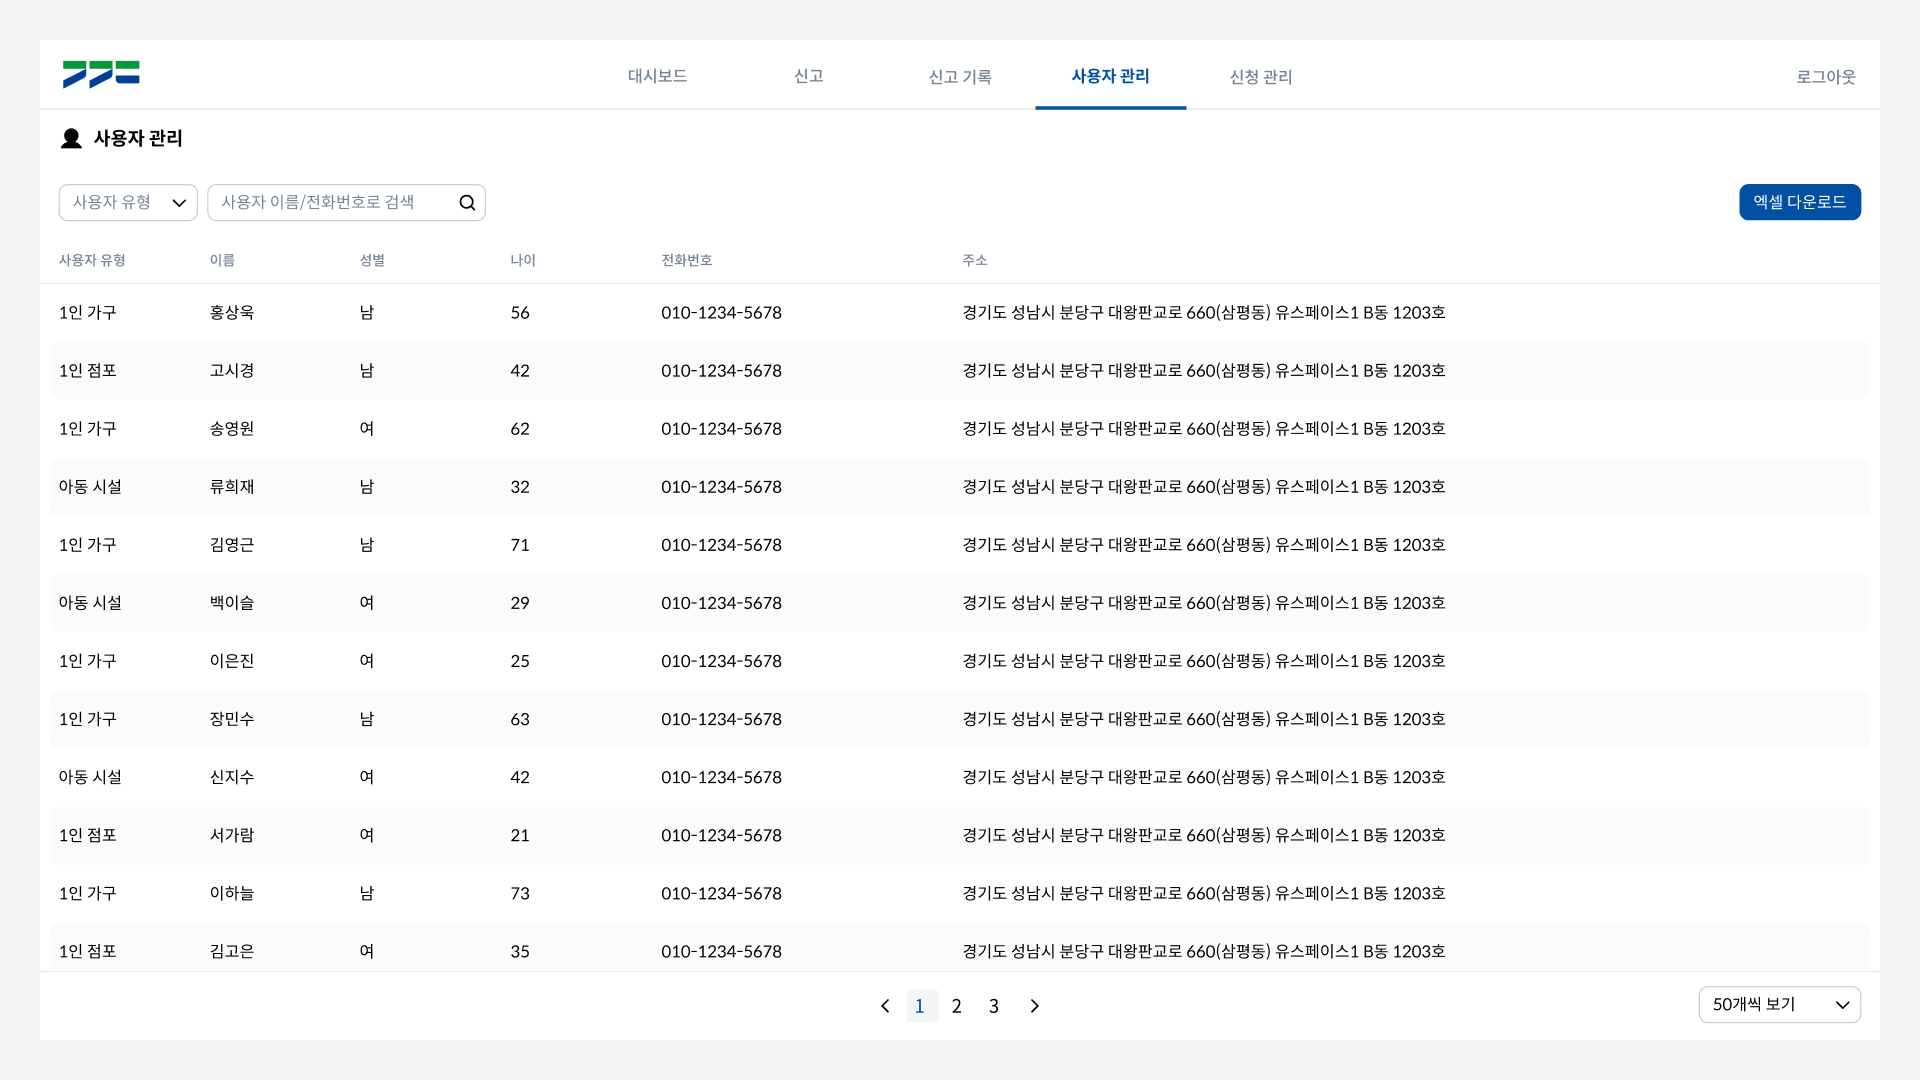 대시보드 신고 신고 기록 사용자 관리 신청 관리 로그아웃
사용자 관리
사용자 유형 사용자 이름/전화번호로 검색 엑셀 다운로드
사용자 유형 이름 성별 나이 전화번호 주소
1인 가구 홍상욱 남 56 010-1234-5678 경기도 성남시 분당구 대왕판교로 660(삼평동) 유스페이스1 B동 1203호
1인 점포 고시경 남 42 010-1234-5678 경기도 성남시 분당구 대왕판교로 660(삼평동) 유스페이스1 B동 1203호
1인 가구 송영원 여 62 010-1234-5678 경기도 성남시 분당구 대왕판교로 660(삼평동) 유스페이스1 B동 1203호
아동 시설 류희재 남 32 010-1234-5678 경기도 성남시 분당구 대왕판교로 660(삼평동) 유스페이스1 B동 1203호
1인 가구 김영근 남 71 010-1234-5678 경기도 성남시 분당구 대왕판교로 660(삼평동) 유스페이스1 B동 1203호
아동 시설 백이슬 여 29 010-1234-5678 경기도 성남시 분당구 대왕판교로 660(삼평동) 유스페이스1 B동 1203호
1인 가구 이은진 여 25 010-1234-5678 경기도 성남시 분당구 대왕판교로 660(삼평동) 유스페이스1 B동 1203호
1인 가구 장민수 남 63 010-1234-5678 경기도 성남시 분당구 대왕판교로 660(삼평동) 유스페이스1 B동 1203호
아동 시설 신지수 여 42 010-1234-5678 경기도 성남시 분당구 대왕판교로 660(삼평동) 유스페이스1 B동 1203호
1인 점포 서가람 여 21 010-1234-5678 경기도 성남시 분당구 대왕판교로 660(삼평동) 유스페이스1 B동 1203호
1인 가구 이하늘 남 73 010-1234-5678 경기도 성남시 분당구 대왕판교로 660(삼평동) 유스페이스1 B동 1203호
1인 점포 김고은 여 35 010-1234-5678 경기도 성남시 분당구 대왕판교로 660(삼평동) 유스페이스1 B동 1203호
1 2 3 50개씩 보기